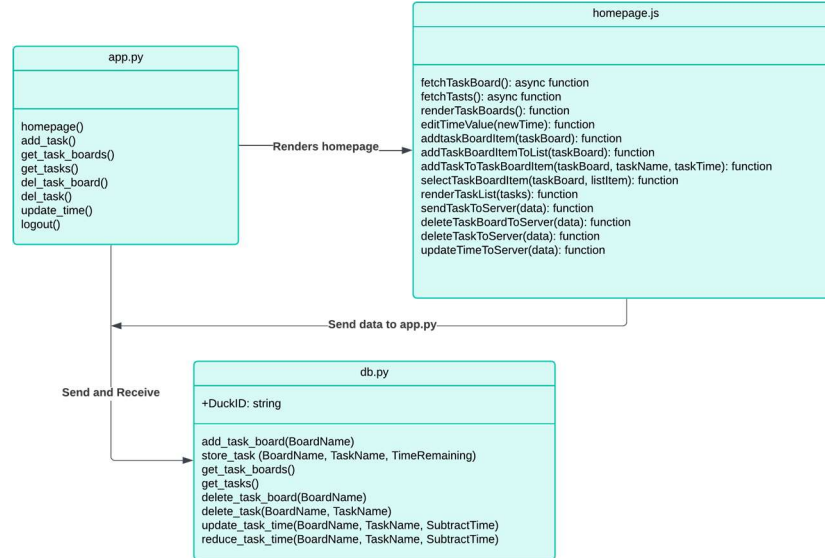 app.py
homepage()
add_task()
get_task_boards()
get_tasks()
del_task_board()
del_task()
update_time()
logout()
Renders homepage
homepage.js
fetchTaskBoard(): async function
fetchTasts(): async function
renderTaskBoards(): function
editTimeValue(newTime): function
addtaskBoardItem(taskBoard): function
addTaskBoardItemToList(taskBoard): function
addTaskToTaskBoardItem(taskBoard, taskName, taskTime): function
selectTaskBoardItem(taskBoard, listItem): function
renderTaskList(tasks): function
sendTaskToServer(data): function
deleteTaskBoardToServer(data): function
deleteTaskToServer(data): function
updateTimeToServer(data): function
Send data to app.py
Send and Receive
db.py
+DuckID: string
add_task_board(BoardName)
store_task (BoardName, TaskName, TimeRemaining)
get_task_boards()
get_tasks()
delete_task_board(BoardName)
delete_task(BoardName, TaskName)
update_task_time(BoardName, TaskName, SubtractTime)
reduce_task_time(BoardName, TaskName, SubtractTime)